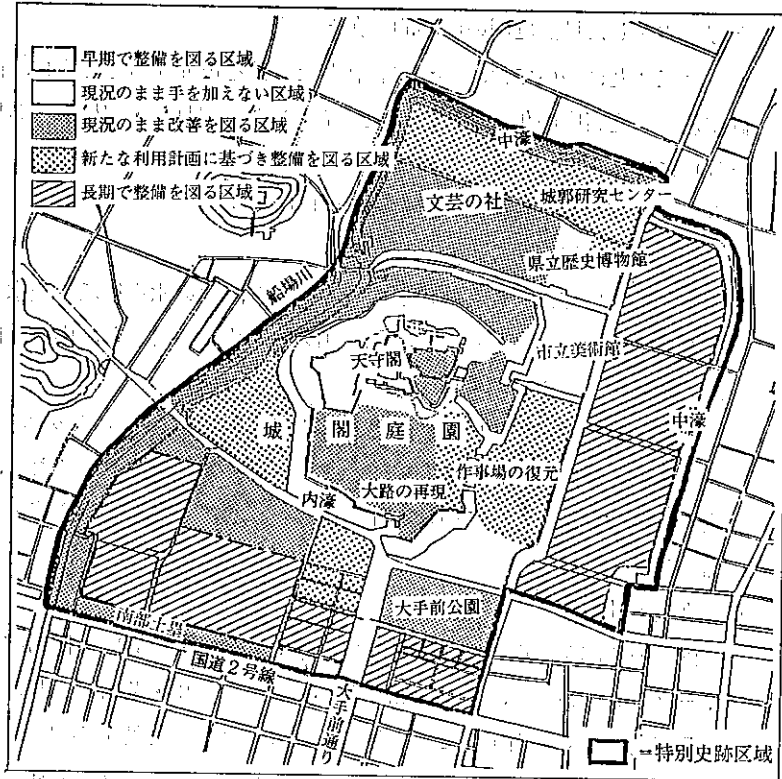 早期で整備を図る区域
現況のまま手を加えない区域
現況のまま改善を図る区域
新たな利用計画に基づき整備を図る区域
長期で整備を図る区域
中濠
文芸の社
城郭研究センター
県立歴史博物館
船場川
天守閣
市立美術館
城閣庭園
中濠
作事場の復元
大路の再現
内濠
大手前公園
南部土塁
国道2号線
大手前通り
特別史跡区域